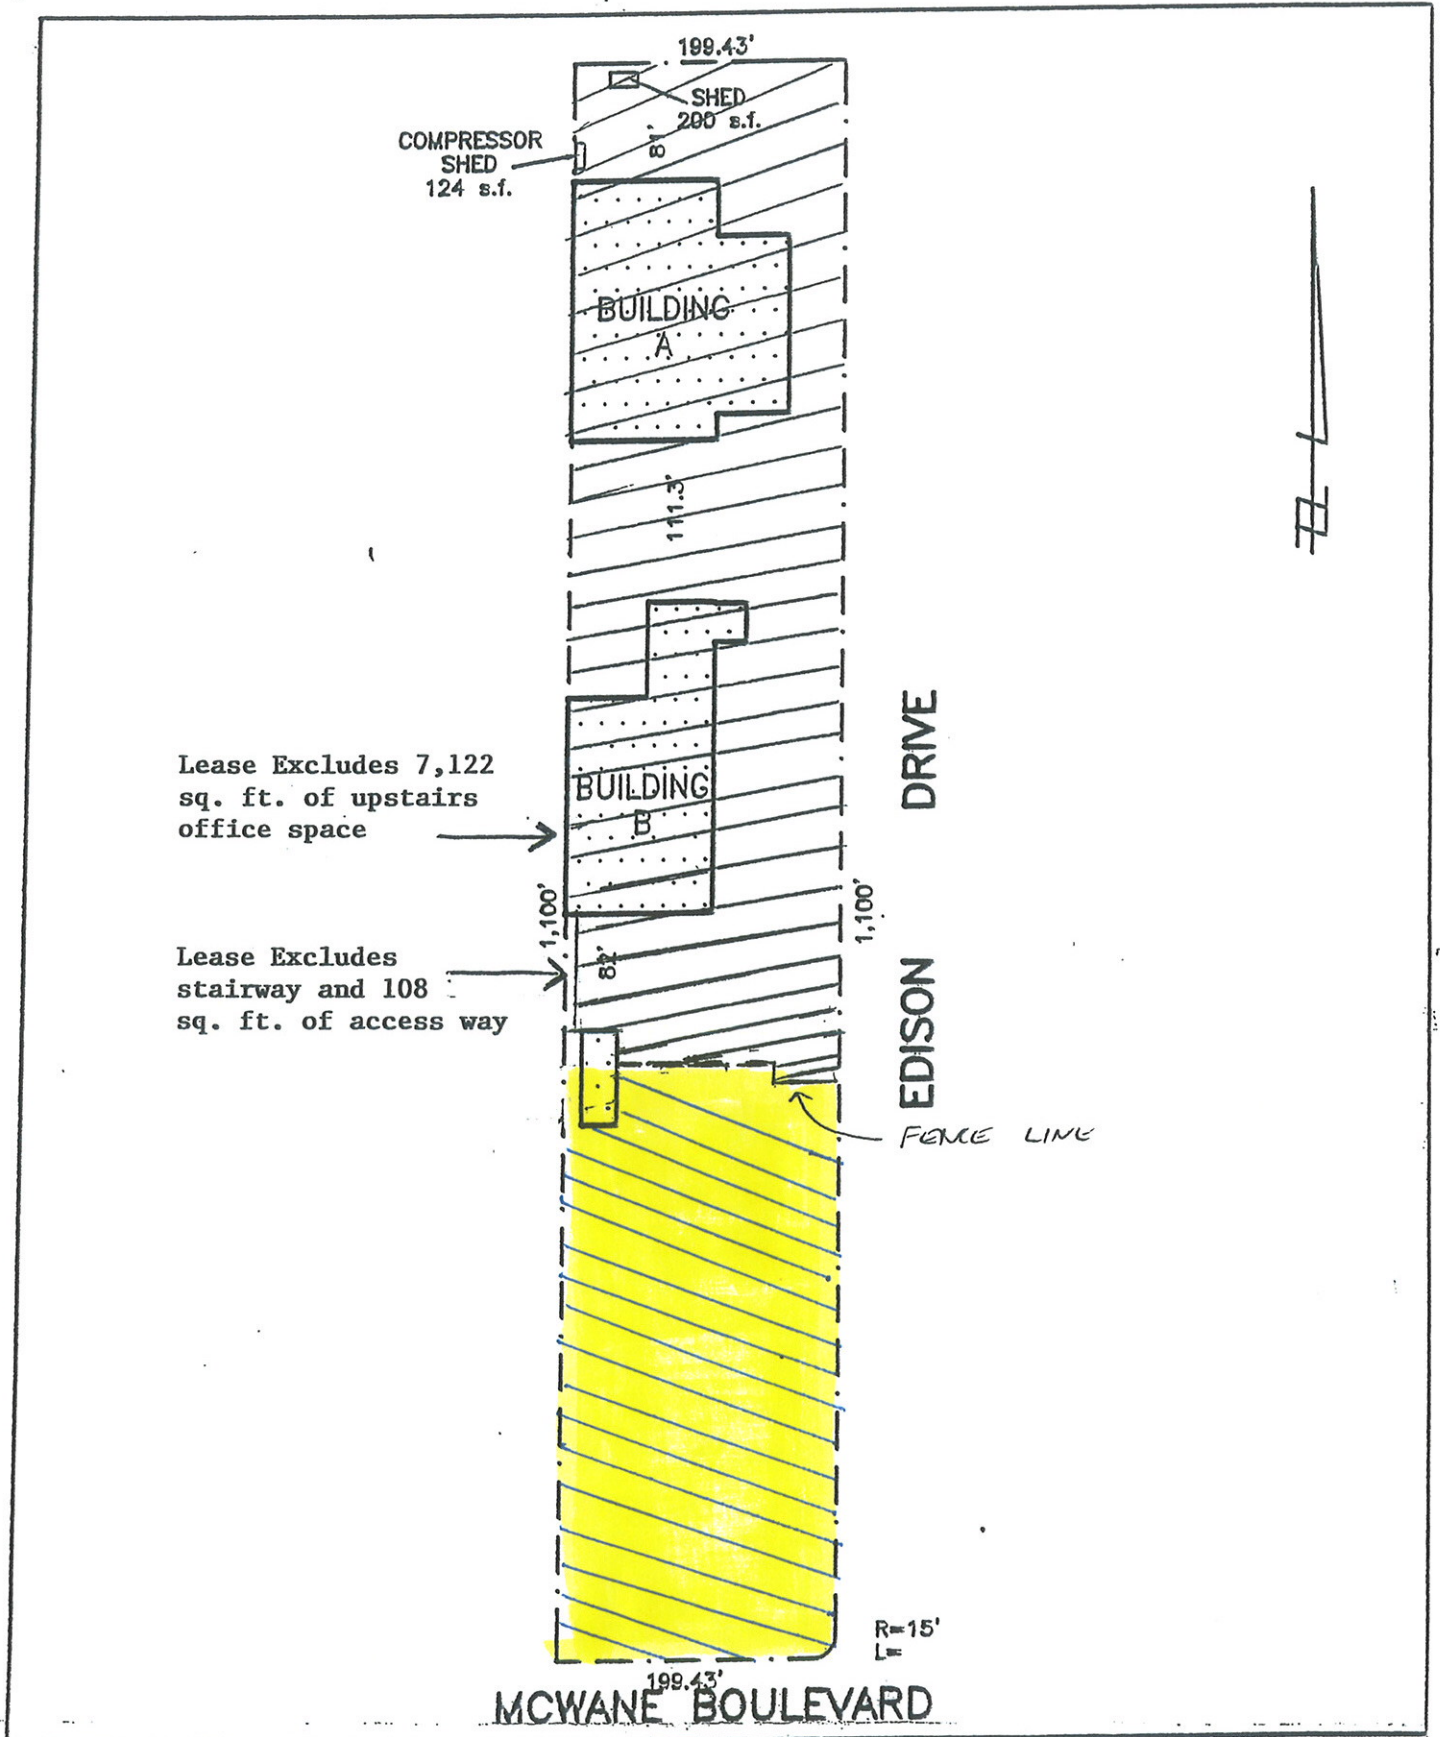 199.43'
SHED
200 s.f.
COMPRESSOR
SHED
124 s.f.
81'
BUILDING
A
111.3'
Lease Excludes 7,122
sq. ft. of upstairs
office space
BUILDING
B
DRIVE
EDISON
1,100'
1,100'
Lease Excludes
stairway and 108
sq. ft. of access way
FENCE LINE
R=15'
L=
199.43'
MCWANE BOULEVARD